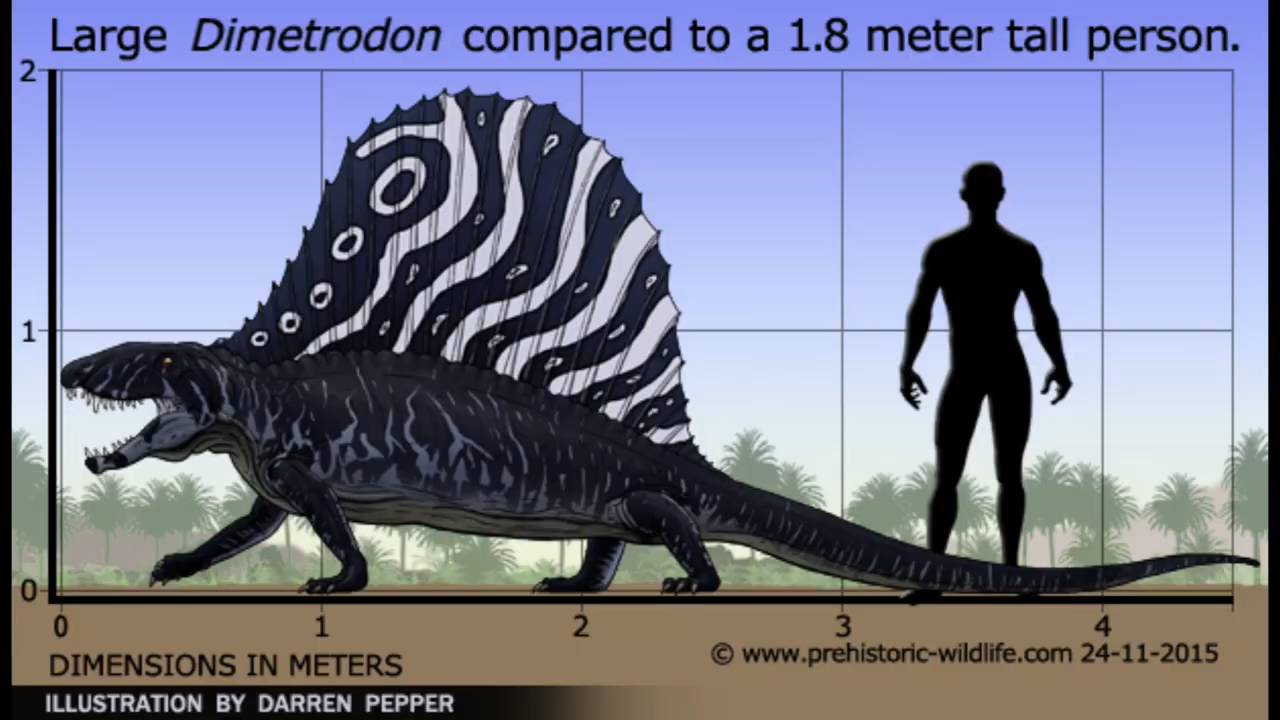 Large Dimetrodon compared to a 1.8 meter tall person.
2
1
0
0 1 2 3 4
DIMENSIONS IN METERS
© www.prehistoric-wildlife.com 24-11-2015
ILLUSTRATION BY DARREN PEPPER